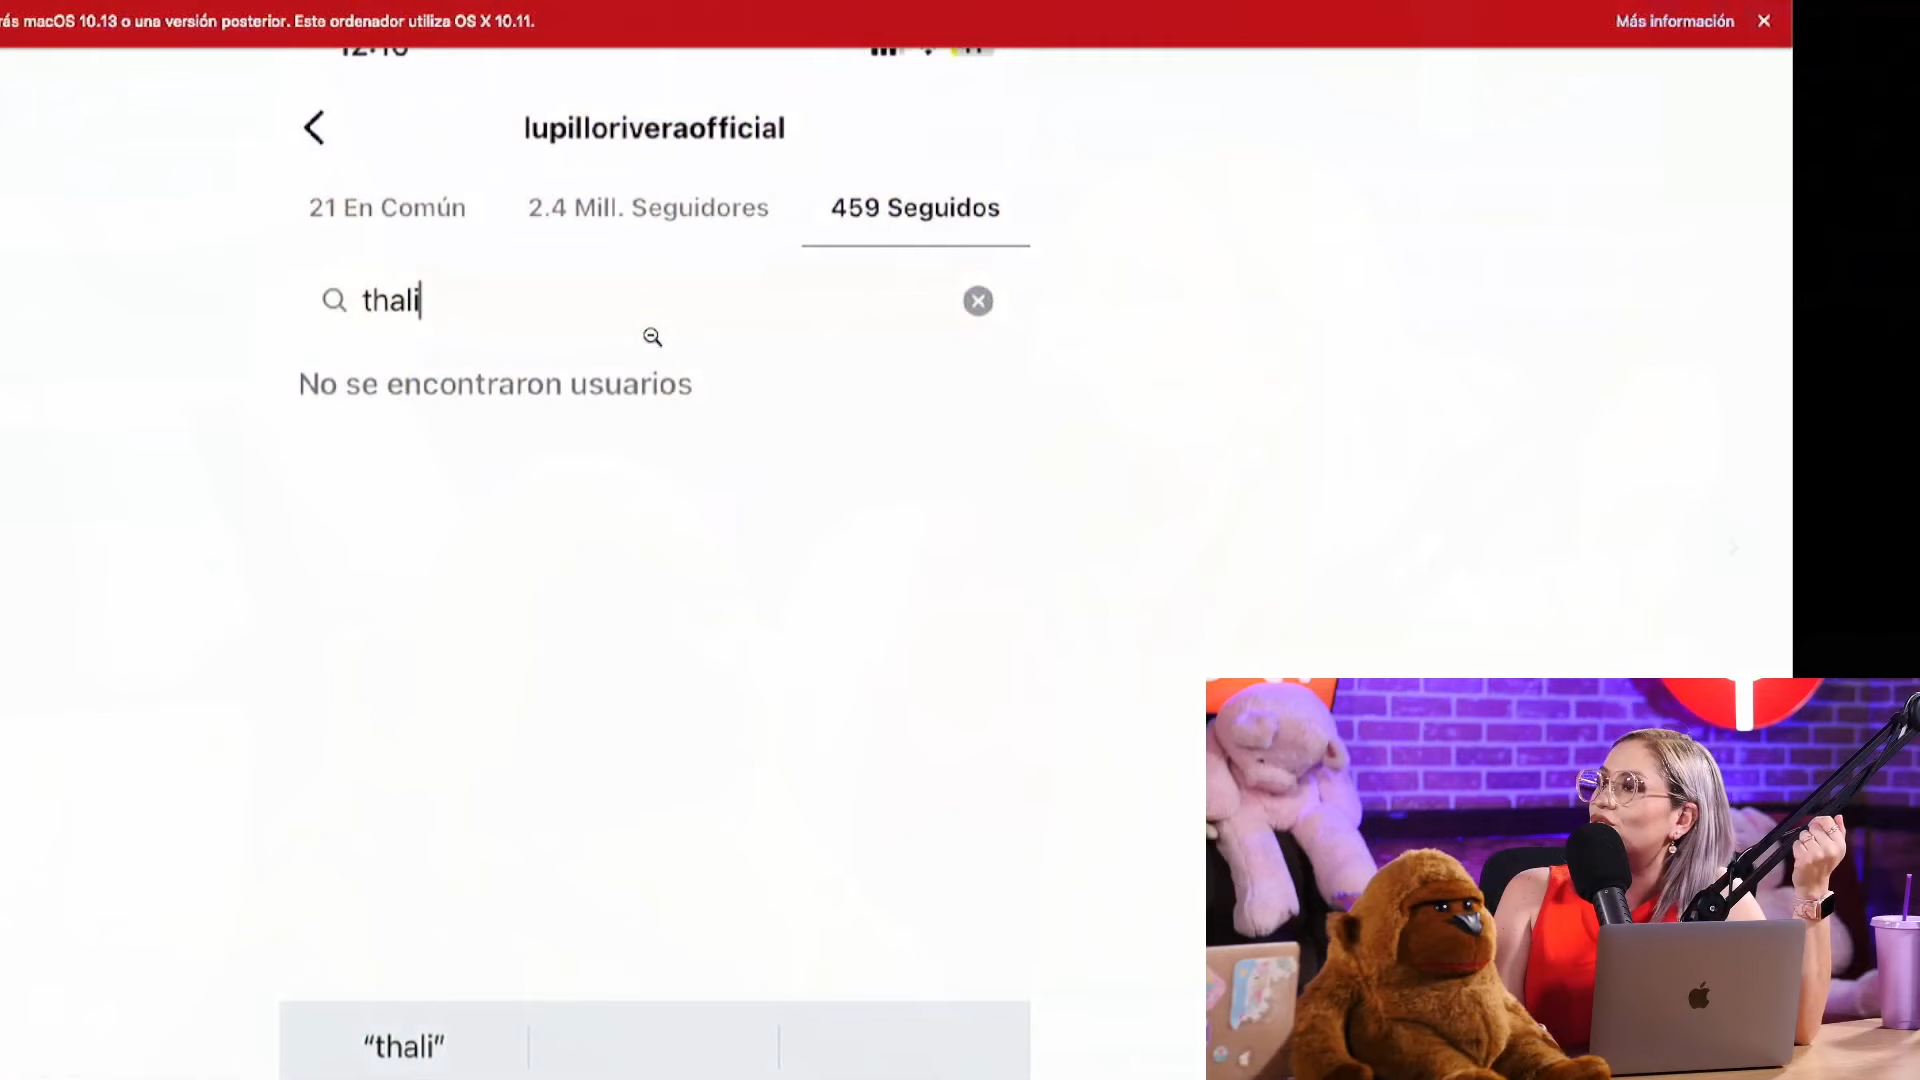 rás macOS 10.13 o una versión posterior. Este ordenador utiliza OS X 10.11.
Más información
lupilloriveraofficial
21 En Común
2.4 Mill. Seguidores
459 Seguidos
thali
No se encontraron usuarios
“thali”